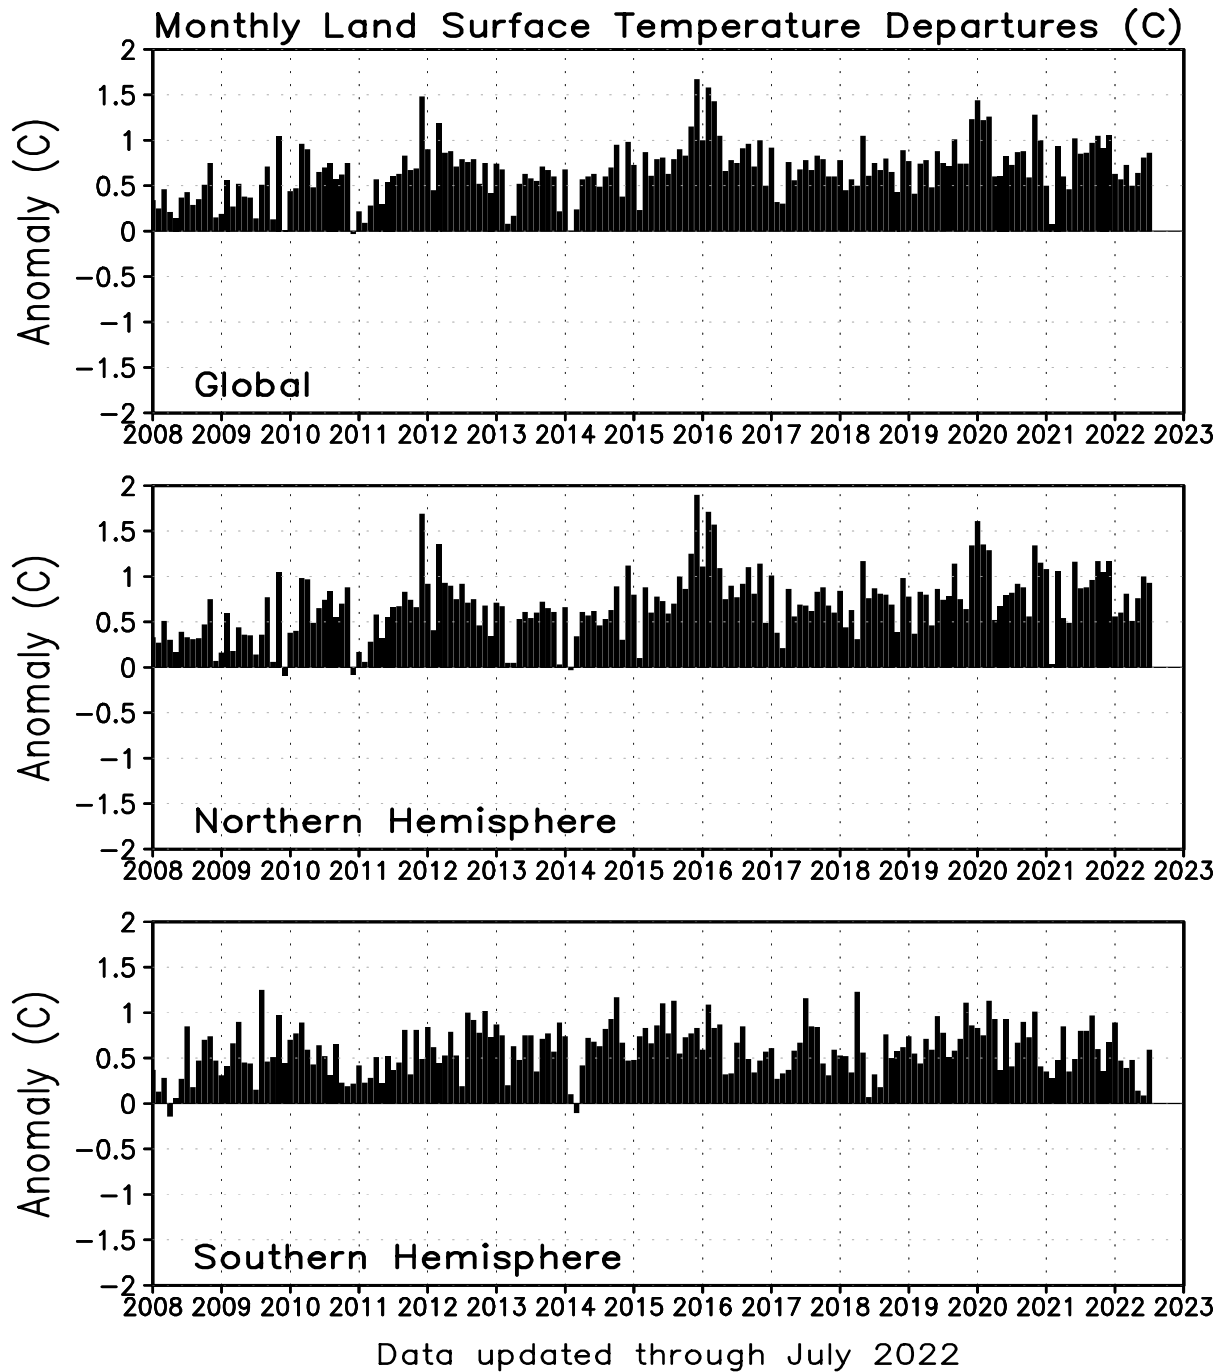 Monthly Land Surface Temperature Departures (C)
2
1.5
1
0.5
0
−0.5
−1
−1.5
−2
Anomaly (C)
Global
2008 2009 2010 2011 2012 2013 2014 2015 2016 2017 2018 2019 2020 2021 2022 2023
2
1.5
1
0.5
0
−0.5
−1
−1.5
−2
Anomaly (C)
Northern Hemisphere
2008 2009 2010 2011 2012 2013 2014 2015 2016 2017 2018 2019 2020 2021 2022 2023
2
1.5
1
0.5
0
−0.5
−1
−1.5
−2
Anomaly (C)
Southern Hemisphere
2008 2009 2010 2011 2012 2013 2014 2015 2016 2017 2018 2019 2020 2021 2022 2023
Data updated through July 2022